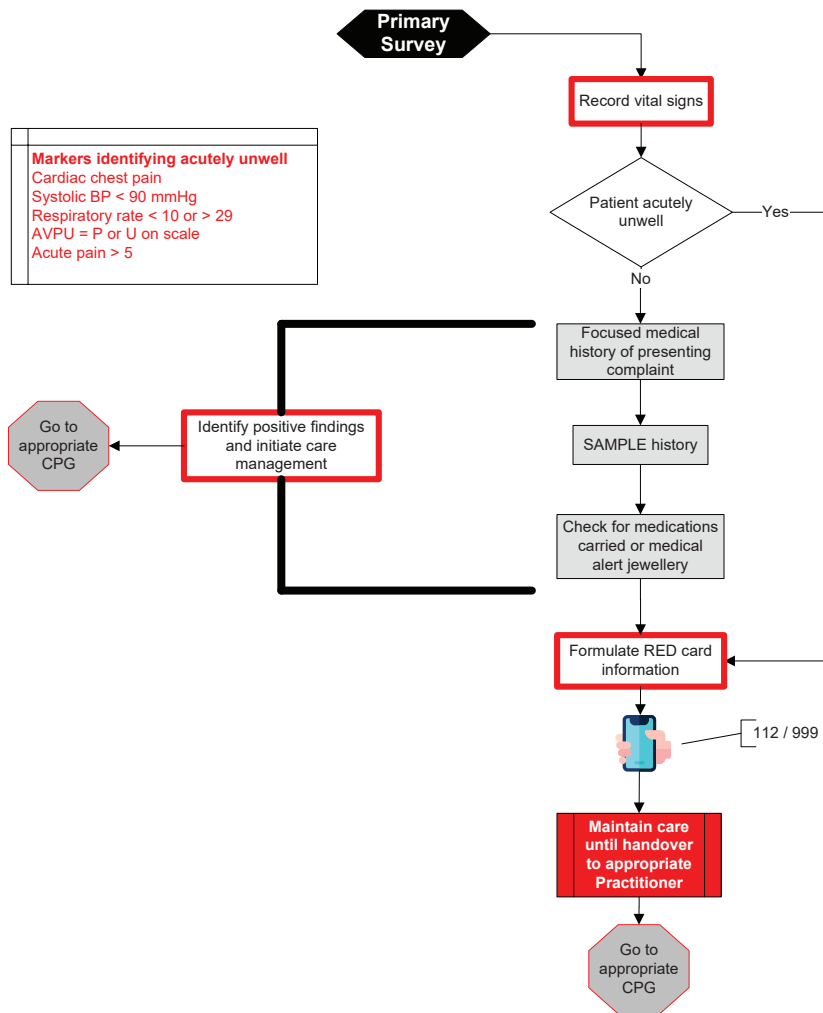 Primary
Survey
Record vital signs
Markers identifying acutely unwell
Cardiac chest pain
Systolic BP < 90 mmHg
Respiratory rate < 10 or > 29
AVPU = P or U on scale
Acute pain > 5
Patient acutely
unwell
Yes
No
Focused medical
history of presenting
complaint
Go to
appropriate
CPG
Identify positive findings
and initiate care
management
SAMPLE history
Check for medications
carried or medical
alert jewellery
Formulate RED card
information
112 / 999
Maintain care
until handover
to appropriate
Practitioner
Go to
appropriate
CPG